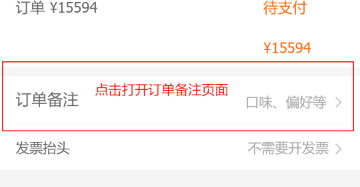 订单 ¥15594 待支付
¥15594
订单备注 点击打开订单备注页面 口味、偏好等 >
发票抬头 不需要开发票 >